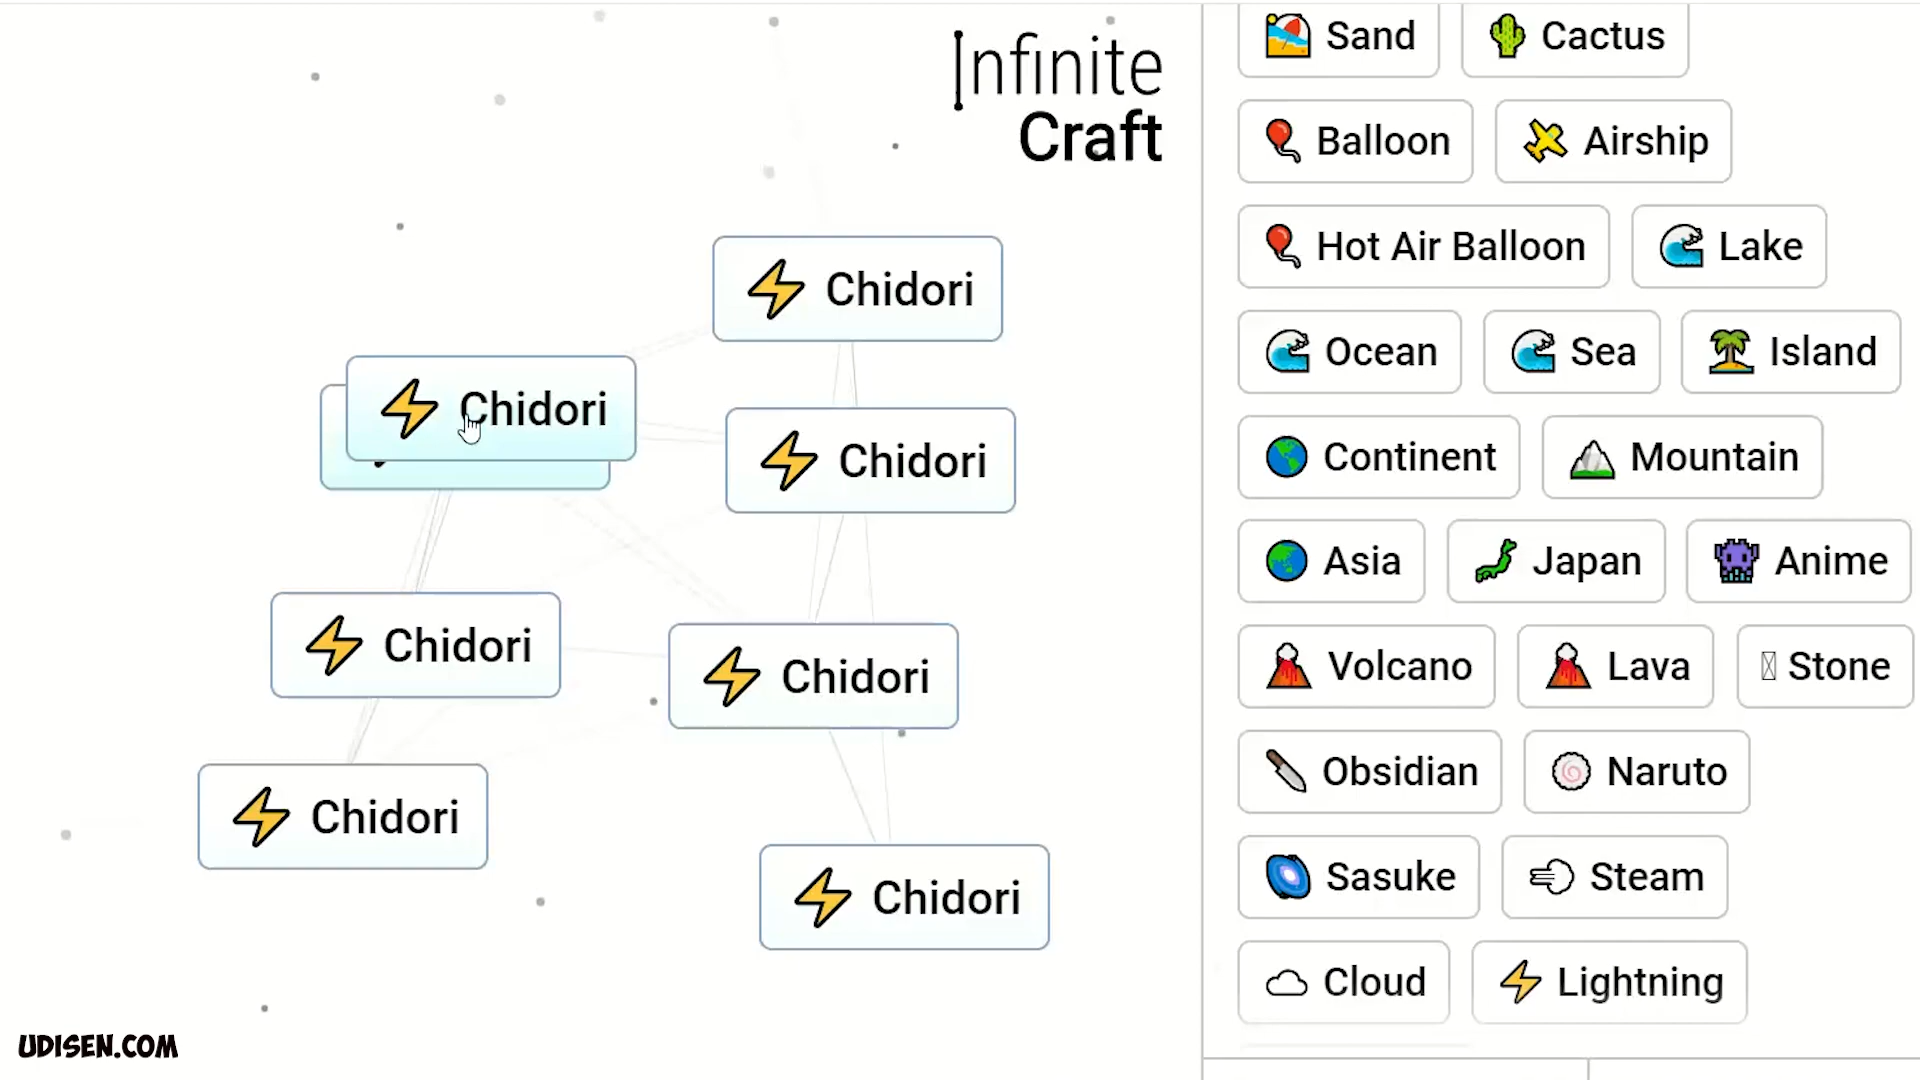 Infinite
Craft
Chidori
Chidori
Chidori
Chidori
Chidori
Chidori
Chidori
Sand
Cactus
Balloon
Airship
Hot Air Balloon
Lake
Ocean
Sea
Island
Continent
Mountain
Asia
Japan
Anime
Volcano
Lava
Stone
Obsidian
Naruto
Sasuke
Steam
Cloud
Lightning
UDISEN.COM